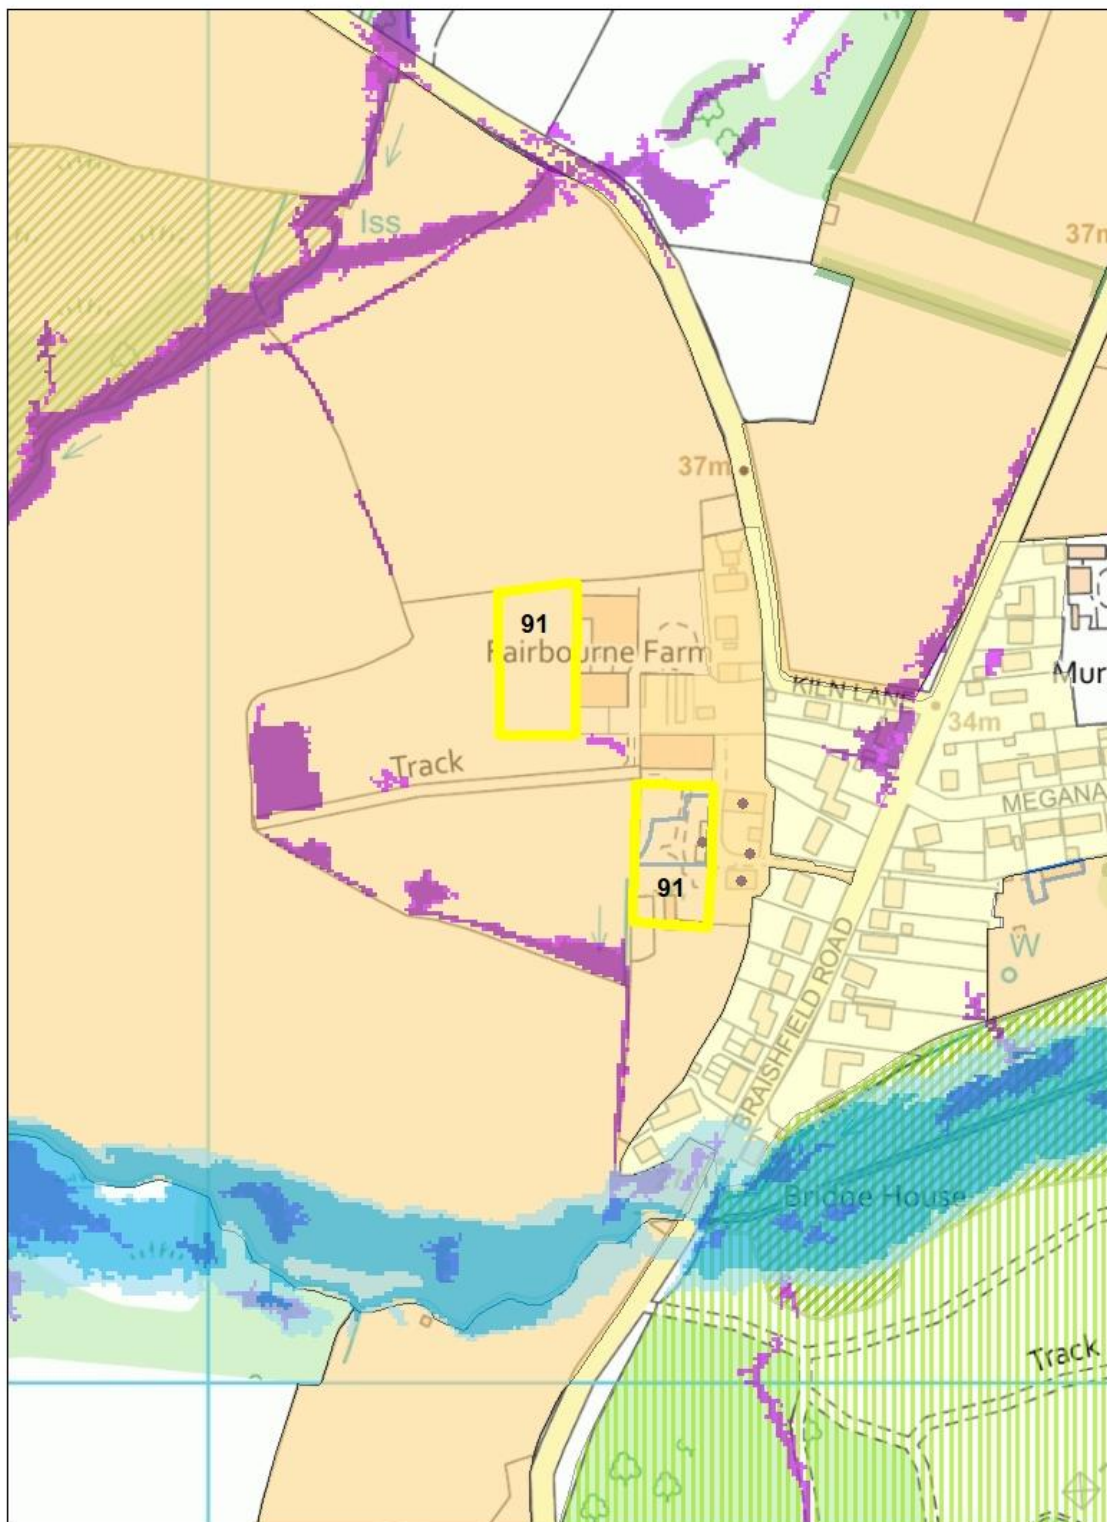 Iss
37m
37m
91
Fairbourne Farm
Mur
KILN LANE
34m
Track
MEGANA
91
BRAISHFIELD ROAD
W
Bridge House
Track